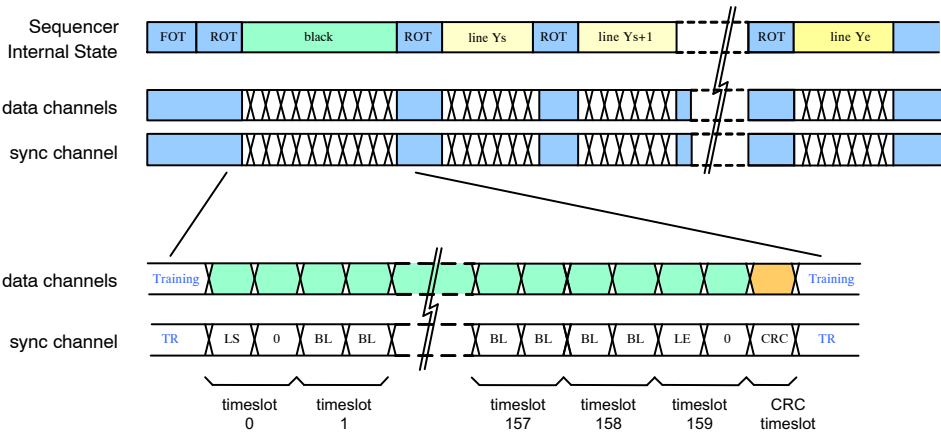 Sequencer
Internal State
FOT ROT black ROT line Ys ROT line Ys+1 ROT line Ye
data channels
sync channel
data channels
Training Training
sync channel
TR LS 0 BL BL BL BL BL BL LE 0 CRC TR
timeslot timeslot timeslot timeslot timeslot CRC
0 1 157 158 159 timeslot